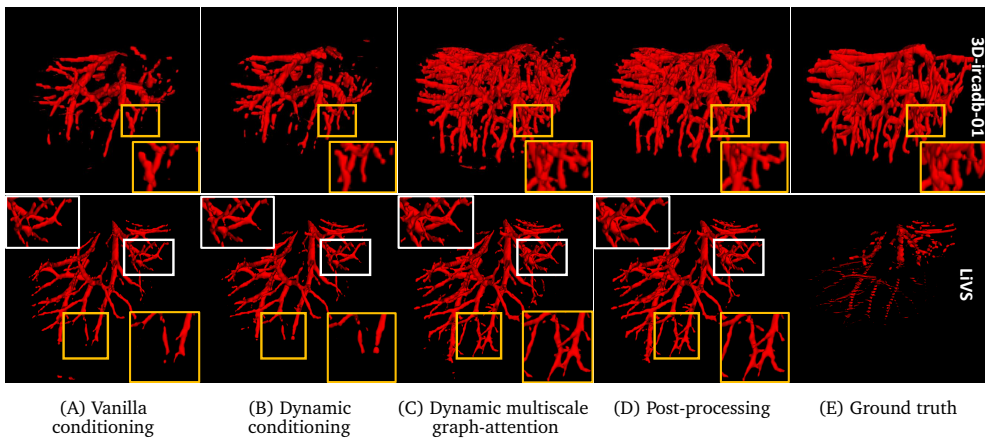 3D-ircadb-01
LiVS
(A) Vanilla
conditioning
(B) Dynamic
conditioning
(C) Dynamic multiscale
graph-attention
(D) Post-processing
(E) Ground truth